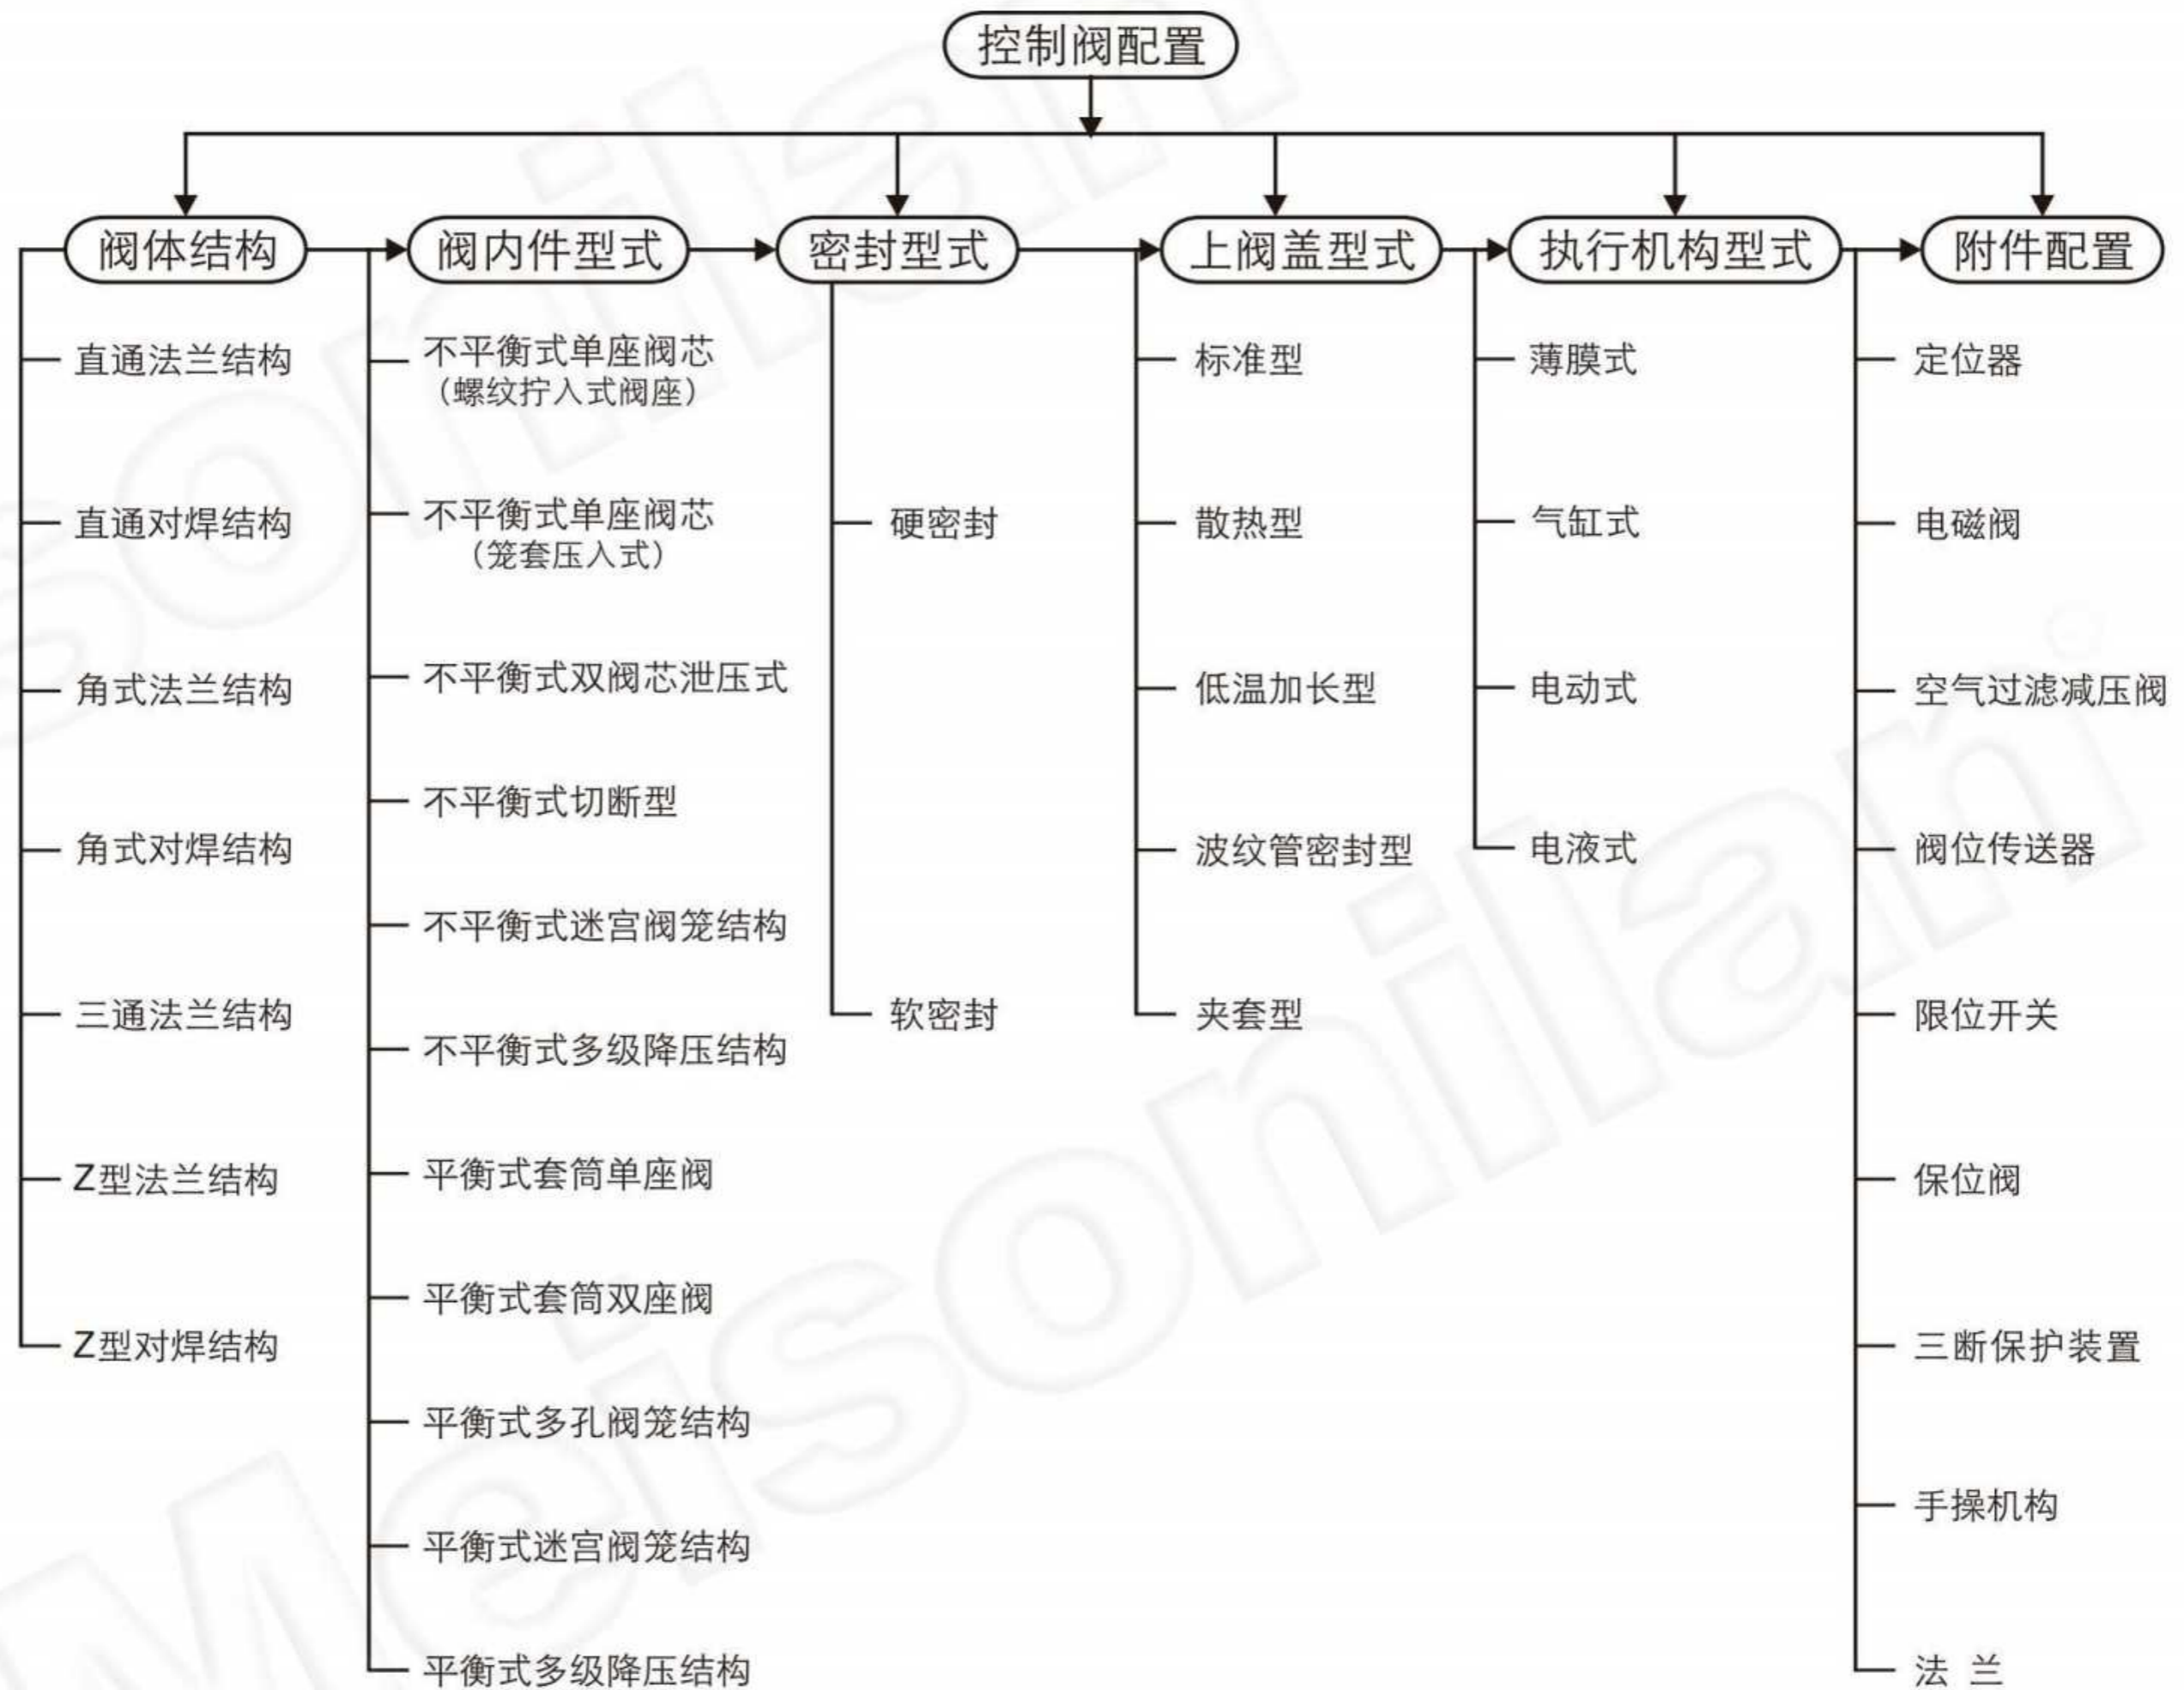 控制阀配置
阀体结构
直通法兰结构
直通对焊结构
角式法兰结构
角式对焊结构
三通法兰结构
Z型法兰结构
Z型对焊结构
阀内件型式
不平衡式单座阀芯
（螺纹拧入式阀座）
不平衡式单座阀芯
（笼套压入式）
不平衡式双阀芯泄压式
不平衡式切断型
不平衡式迷宫阀笼结构
不平衡式多级降压结构
平衡式套筒单座阀
平衡式套筒双座阀
平衡式多孔阀笼结构
平衡式迷宫阀笼结构
平衡式多级降压结构
密封型式
硬密封
软密封
上阀盖型式
标准型
散热型
低温加长型
波纹管密封型
夹套型
执行机构型式
薄膜式
气缸式
电动式
电液式
附件配置
定位器
电磁阀
空气过滤减压阀
阀位传送器
限位开关
保位阀
三断保护装置
手操机构
法 兰
Meisonilan
sonilan